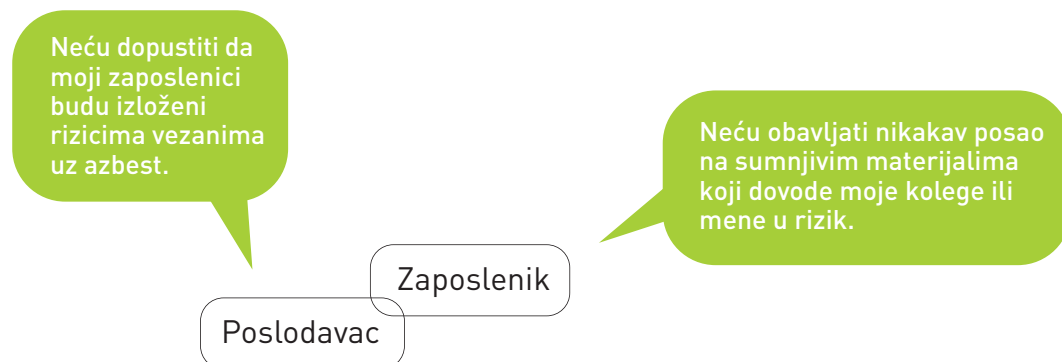 Neću dopustiti da
moji zaposlenici
budu izloženi
rizicima vezanima
uz azbest.
Neću obavljati nikakav posao
na sumnjivim materijalima
koji dovode moje kolege ili
mene u rizik.
Zaposlenik
Poslodavac